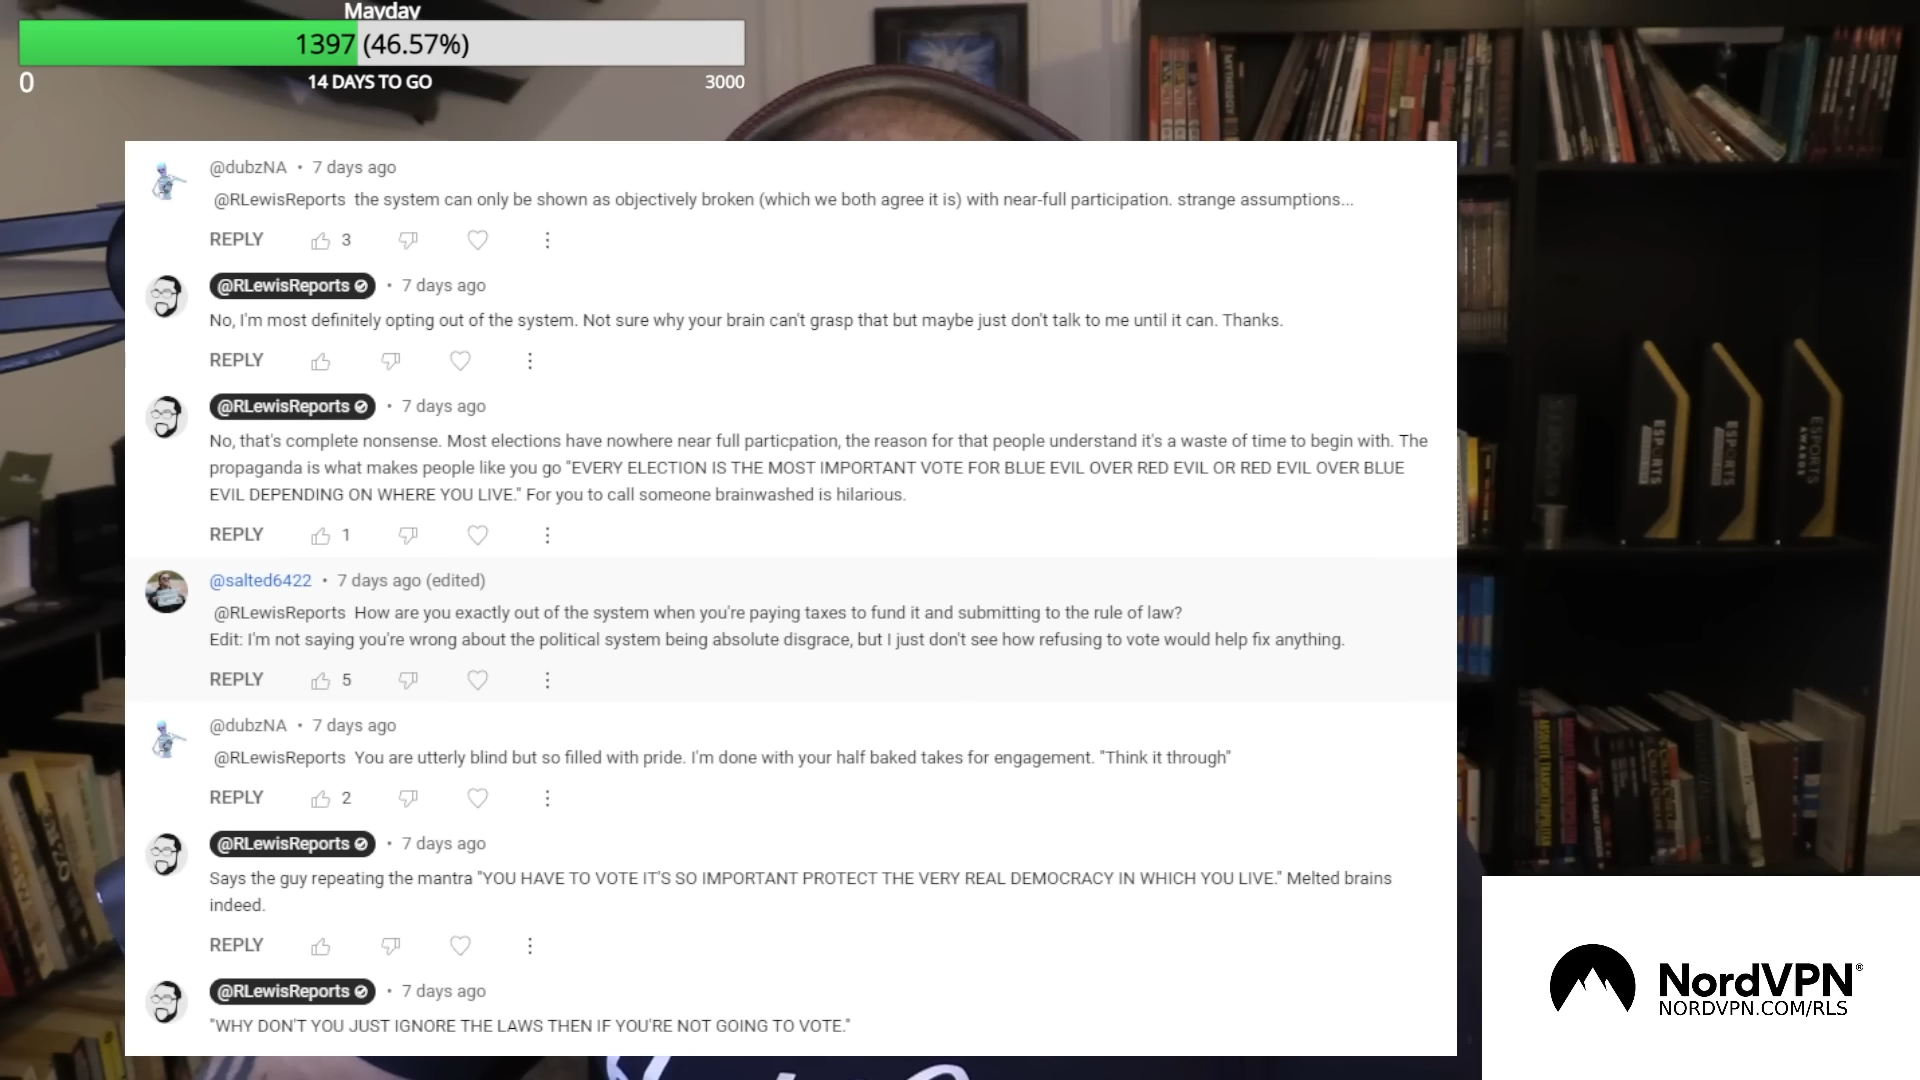 Mayday
1397 (46.57%)
0
14 DAYS TO GO
3000
@dubzNA • 7 days ago
@RLewisReports the system can only be shown as objectively broken (which we both agree it is) with near-full participation. strange assumptions...
REPLY 3
@RLewisReports • 7 days ago
No, I'm most definitely opting out of the system. Not sure why your brain can't grasp that but maybe just don't talk to me until it can. Thanks.
REPLY
@RLewisReports • 7 days ago
No, that's complete nonsense. Most elections have nowhere near full particpation, the reason for that people understand it's a waste of time to begin with. The
propaganda is what makes people like you go "EVERY ELECTION IS THE MOST IMPORTANT VOTE FOR BLUE EVIL OVER RED EVIL OR RED EVIL OVER BLUE
EVIL DEPENDING ON WHERE YOU LIVE." For you to call someone brainwashed is hilarious.
REPLY 1
@salted6422 • 7 days ago (edited)
@RLewisReports How are you exactly out of the system when you're paying taxes to fund it and submitting to the rule of law?
Edit: I'm not saying you're wrong about the political system being absolute disgrace, but I just don't see how refusing to vote would help fix anything.
REPLY 5
@dubzNA • 7 days ago
@RLewisReports You are utterly blind but so filled with pride. I'm done with your half baked takes for engagement. "Think it through"
REPLY 2
@RLewisReports • 7 days ago
Says the guy repeating the mantra "YOU HAVE TO VOTE IT'S SO IMPORTANT PROTECT THE VERY REAL DEMOCRACY IN WHICH YOU LIVE." Melted brains
indeed.
REPLY
@RLewisReports • 7 days ago
"WHY DON'T YOU JUST IGNORE THE LAWS THEN IF YOU'RE NOT GOING TO VOTE."
ESPORTS
ESPORTS
ESPORTS
AWARDS
NordVPN®
NORDVPN.COM/RLS